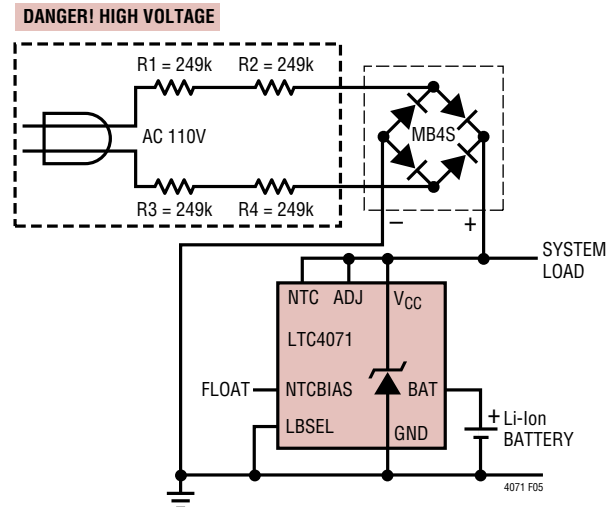 DANGER! HIGH VOLTAGE
R1 = 249k
R2 = 249k
AC 110V
MB4S
R3 = 249k
R4 = 249k
–
+
SYSTEM
LOAD
NTC
ADJ
VCC
LTC4071
FLOAT
NTCBIAS
BAT
LBSEL
GND
+
Li-Ion
BATTERY
4071 F05